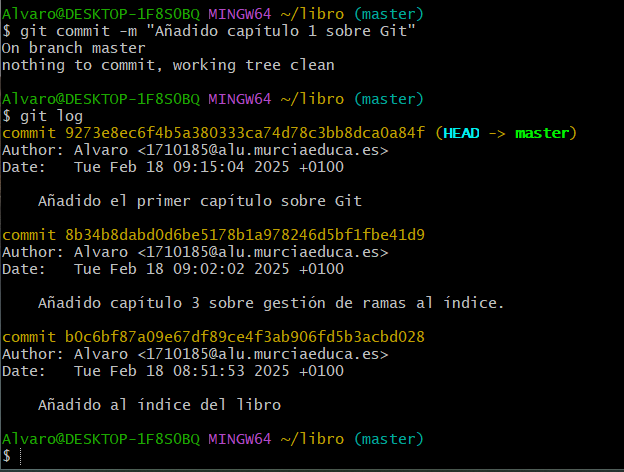 Alvaro@DESKTOP-1F8S0BQ MINGW64 ~/libro (master)
$ git commit -m "Añadido capítulo 1 sobre Git"
On branch master
nothing to commit, working tree clean
Alvaro@DESKTOP-1F8S0BQ MINGW64 ~/libro (master)
$ git log
commit 9273e8ec6f4b5a380333ca74d78c3bb8dca0a84f (HEAD -> master)
Author: Alvaro <1710185@alu.murciaeduca.es>
Date:   Tue Feb 18 09:15:04 2025 +0100
Añadido el primer capítulo sobre Git
commit 8b34b8dabd0d6be5178b1a978246d5bf1fbe41d9
Author: Alvaro <1710185@alu.murciaeduca.es>
Date:   Tue Feb 18 09:02:02 2025 +0100
Añadido capítulo 3 sobre gestión de ramas al índice.
commit b0c6bf87a09e67df89ce4f3ab906fd5b3acbd028
Author: Alvaro <1710185@alu.murciaeduca.es>
Date:   Tue Feb 18 08:51:53 2025 +0100
Añadido al índice del libro
Alvaro@DESKTOP-1F8S0BQ MINGW64 ~/libro (master)
$